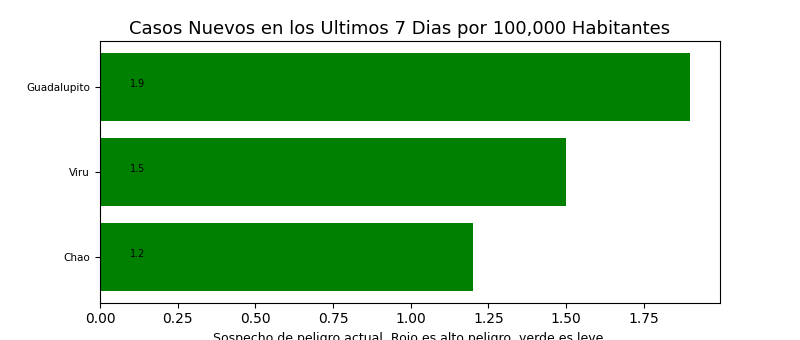 Casos Nuevos en los Ultimos 7 Dias por 100,000 Habitantes
Guadalupito
1.9
Viru
1.5
Chao
1.2
0.00 0.25 0.50 0.75 1.00 1.25 1.50 1.75
Sospecho de peligro actual. Rojo es alto peligro, verde es leve